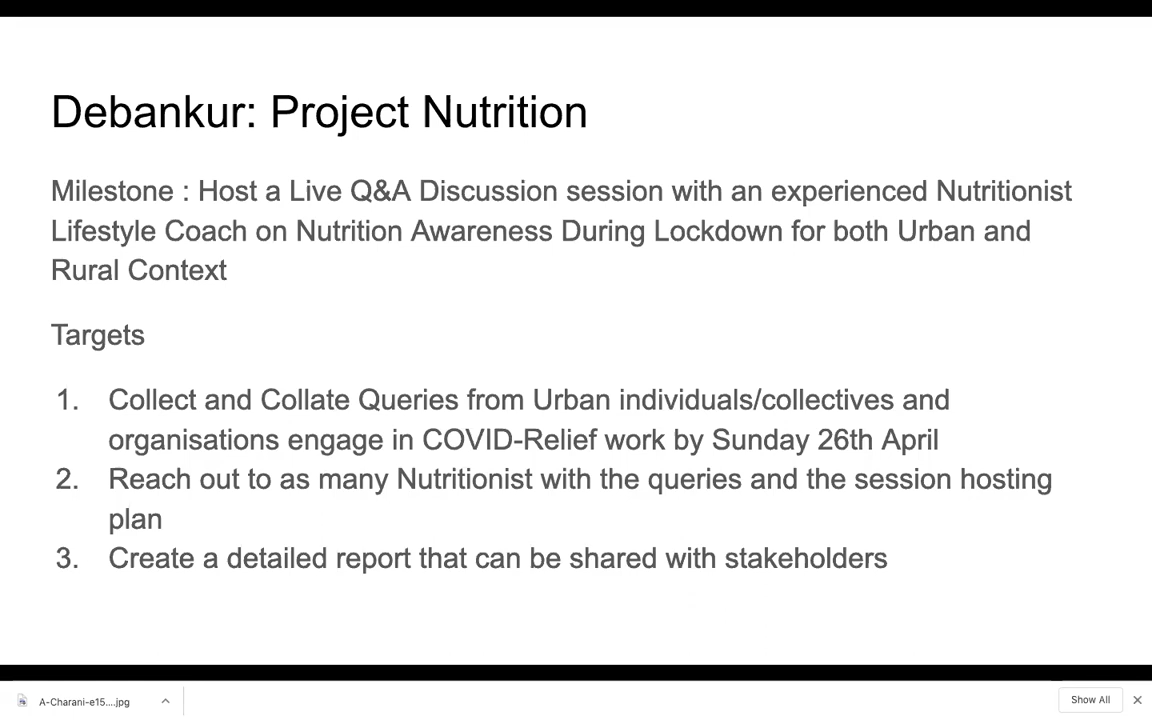 Debankur: Project Nutrition
Milestone : Host a Live Q&A Discussion session with an experienced Nutritionist
Lifestyle Coach on Nutrition Awareness During Lockdown for both Urban and
Rural Context
Targets
1. Collect and Collate Queries from Urban individuals/collectives and
organisations engage in COVID-Relief work by Sunday 26th April
2. Reach out to as many Nutritionist with the queries and the session hosting
plan
3. Create a detailed report that can be shared with stakeholders
A-Charani-e15....jpg
Show All